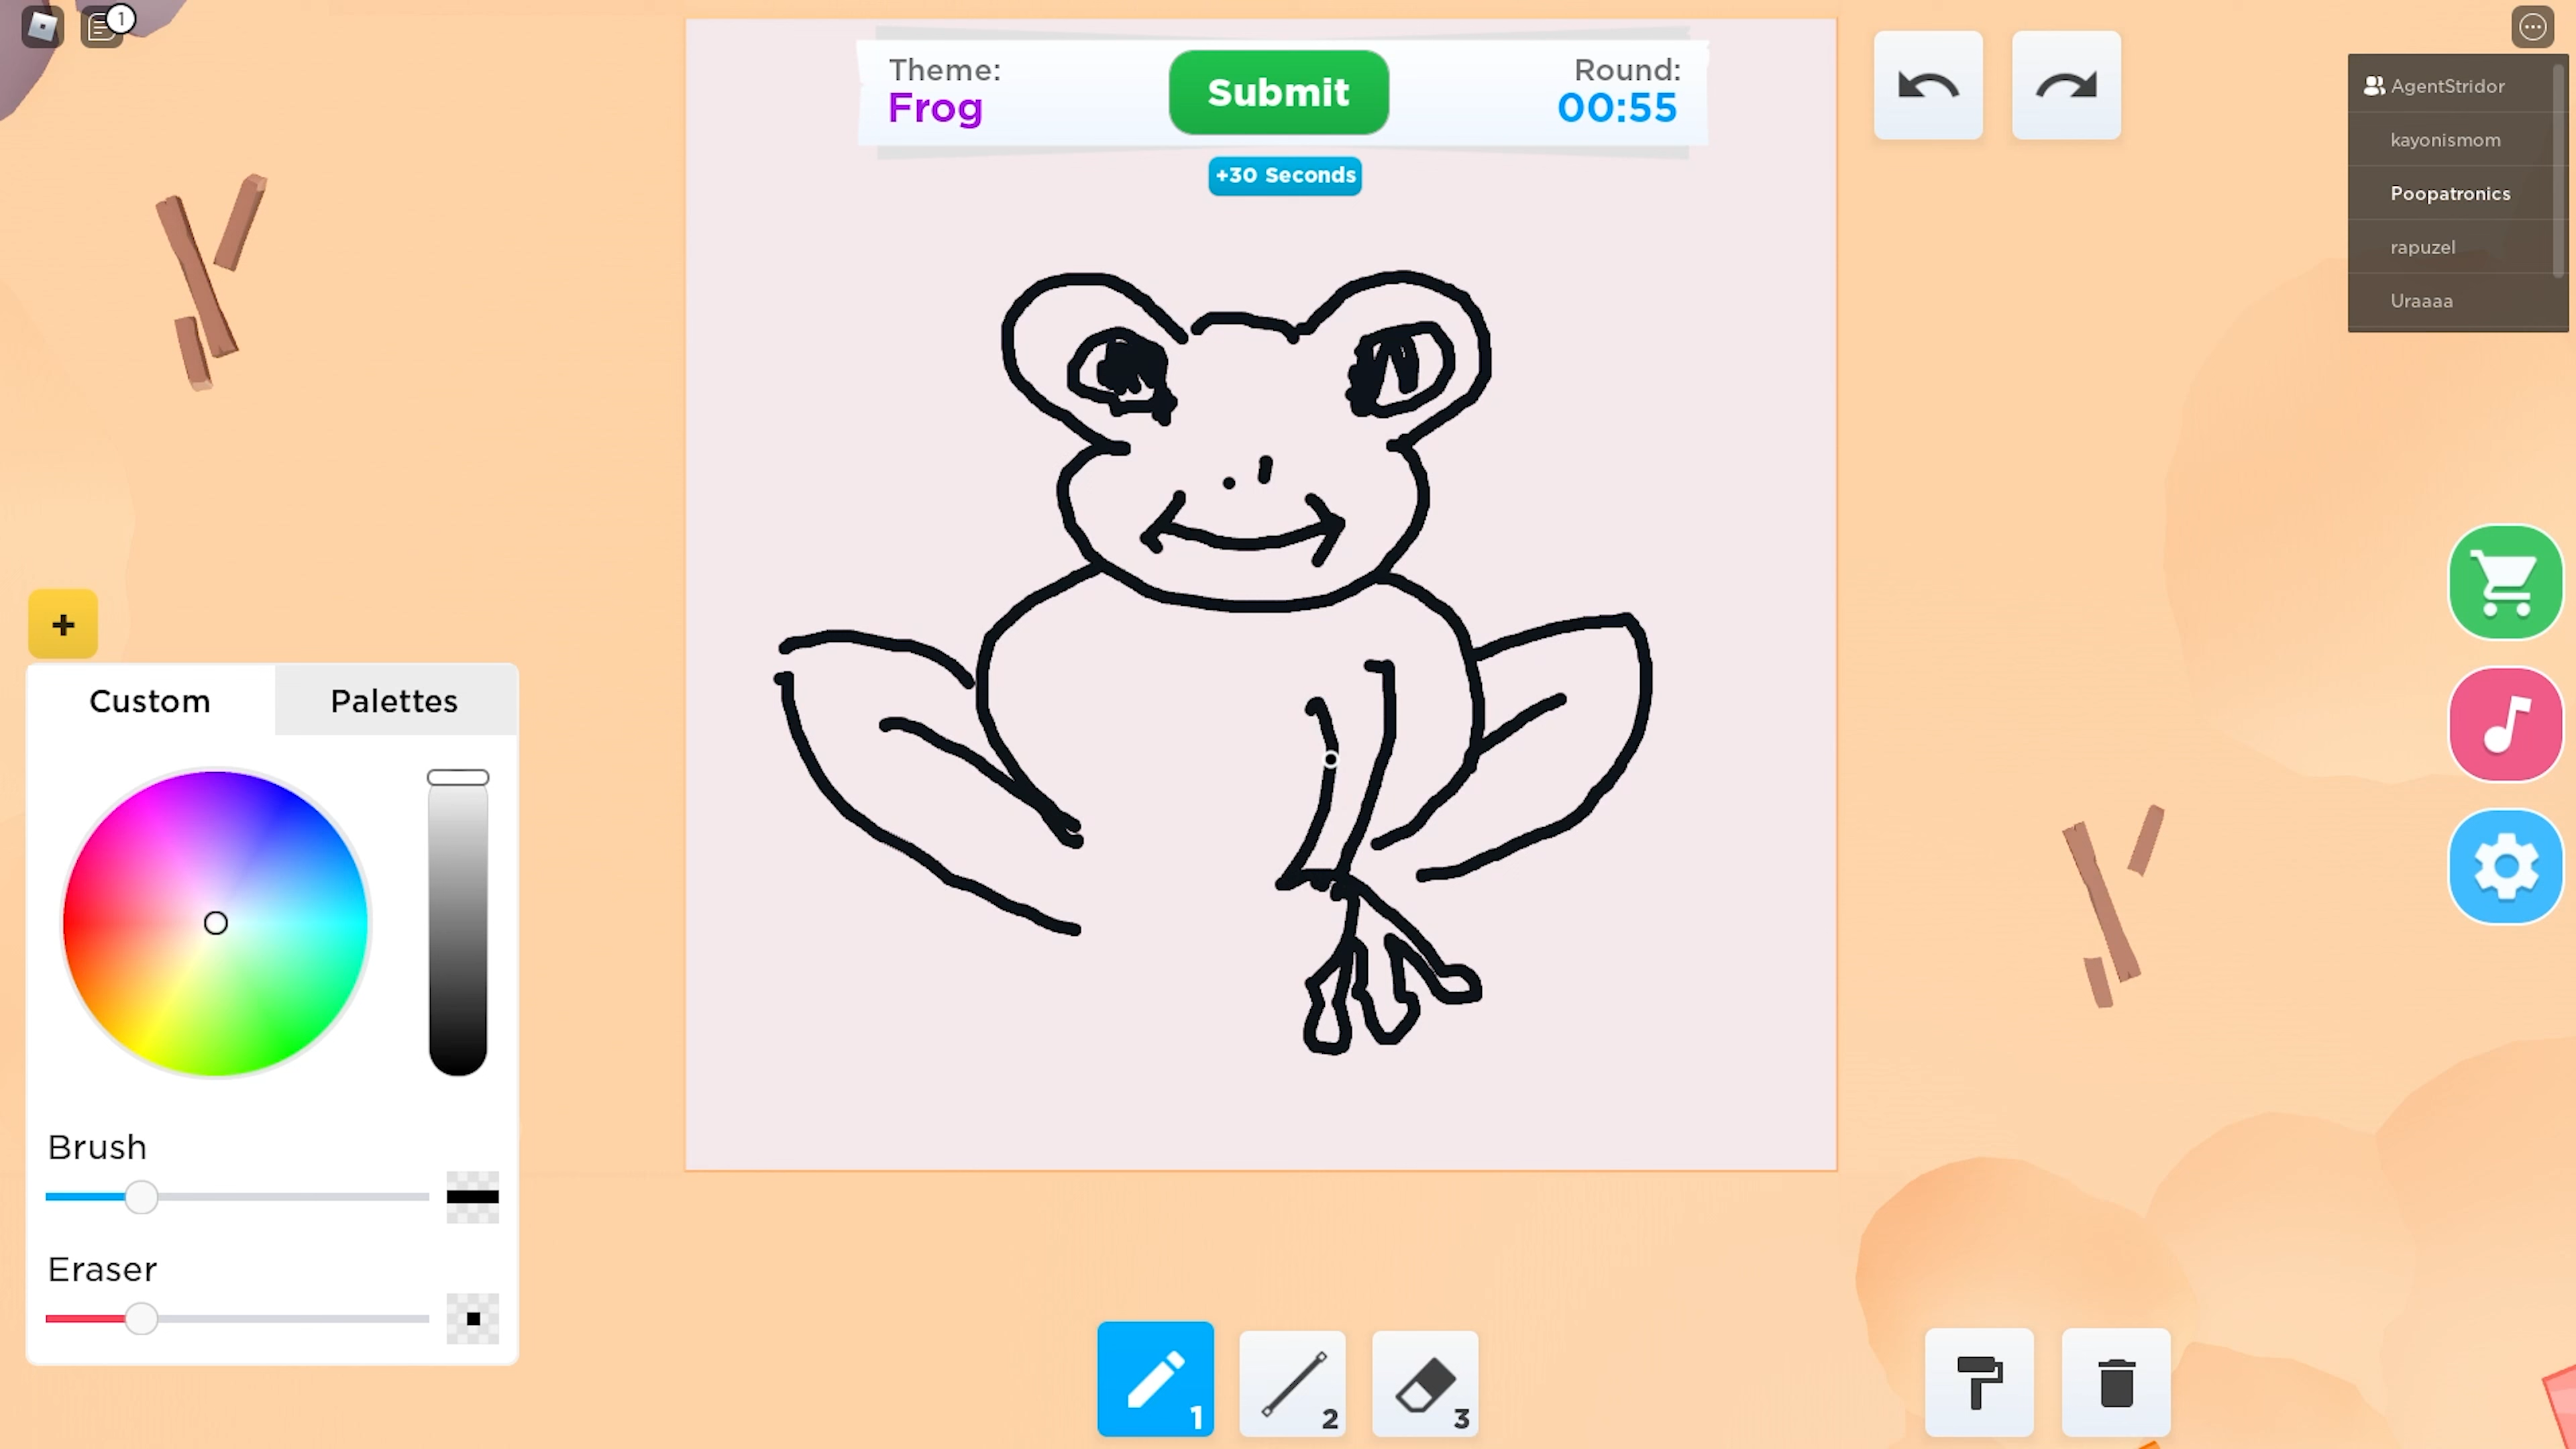 1
Theme:
Frog
Submit
Round:
00:55
+30 Seconds
AgentStridor
kayonismom
Poopatronics
rapuzel
Uraaaa
+
Custom
Palettes
Brush
Eraser
1
2
3